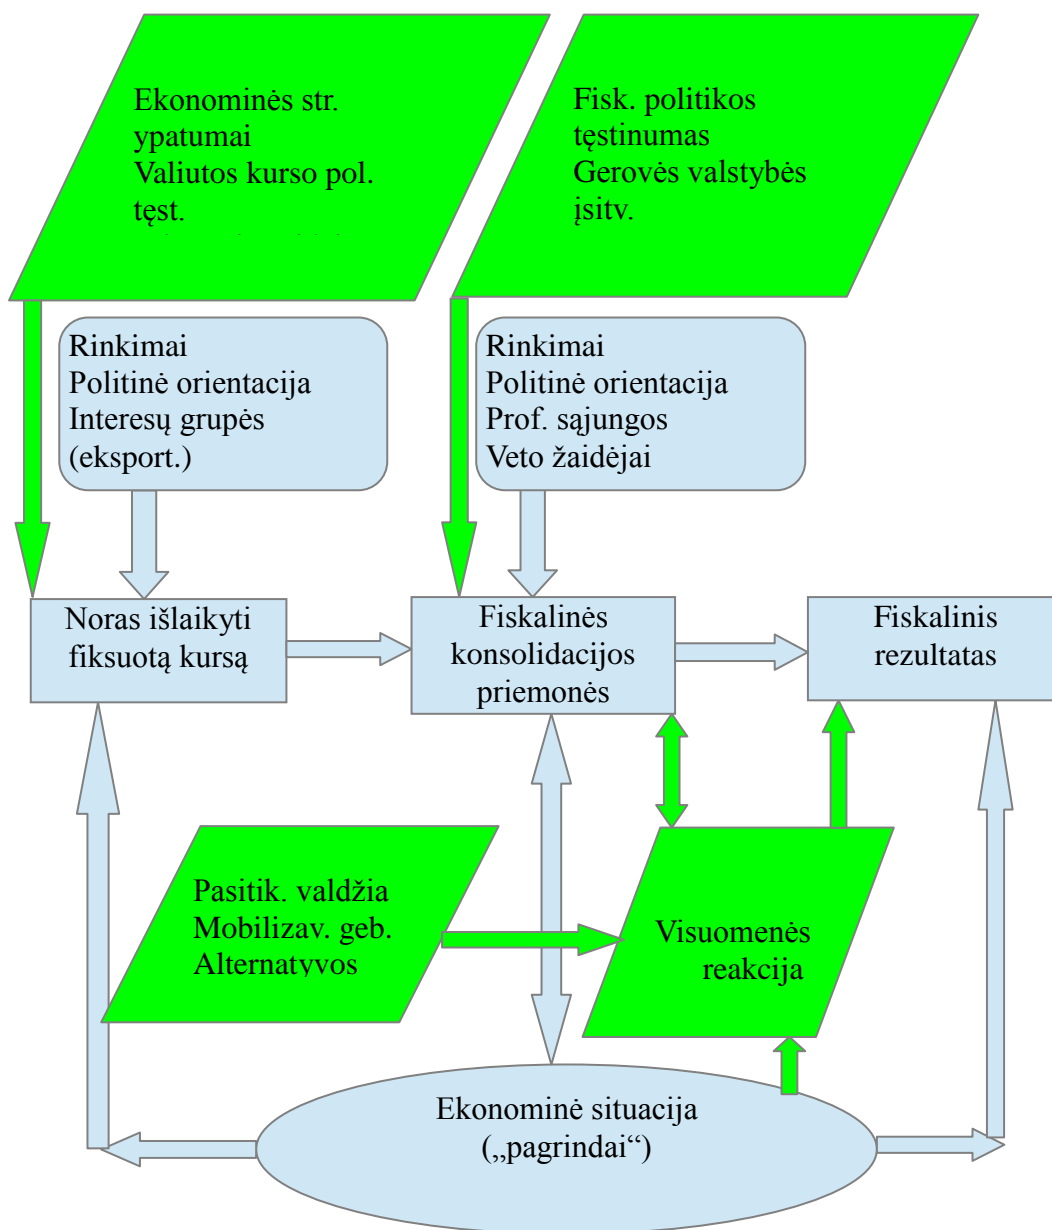 Ekonominės str.
ypatumai
Valiutos kurso pol.
tęst.
Fisk. politikos
tęstinumas
Gerovės valstybės
įsitv.
Rinkimai
Politinė orientacija
Interesų grupės
(eksport.)
Rinkimai
Politinė orientacija
Prof. sąjungos
Veto žaidėjai
Noras išlaikyti
fiksuotą kursą
Fiskalinės
konsolidacijos
priemonės
Fiskalinis
rezultatas
Pasitik. valdžia
Mobilizav. geb.
Alternatyvos
Visuomenės
reakcija
Ekonominė situacija
(„pagrindai“)